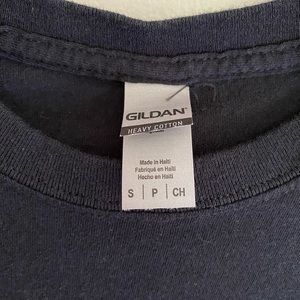 GILDAN
HEAVY COTTON
Made in Haiti
Fabriqué en Haïti
Hecho en Haití
S | P | CH